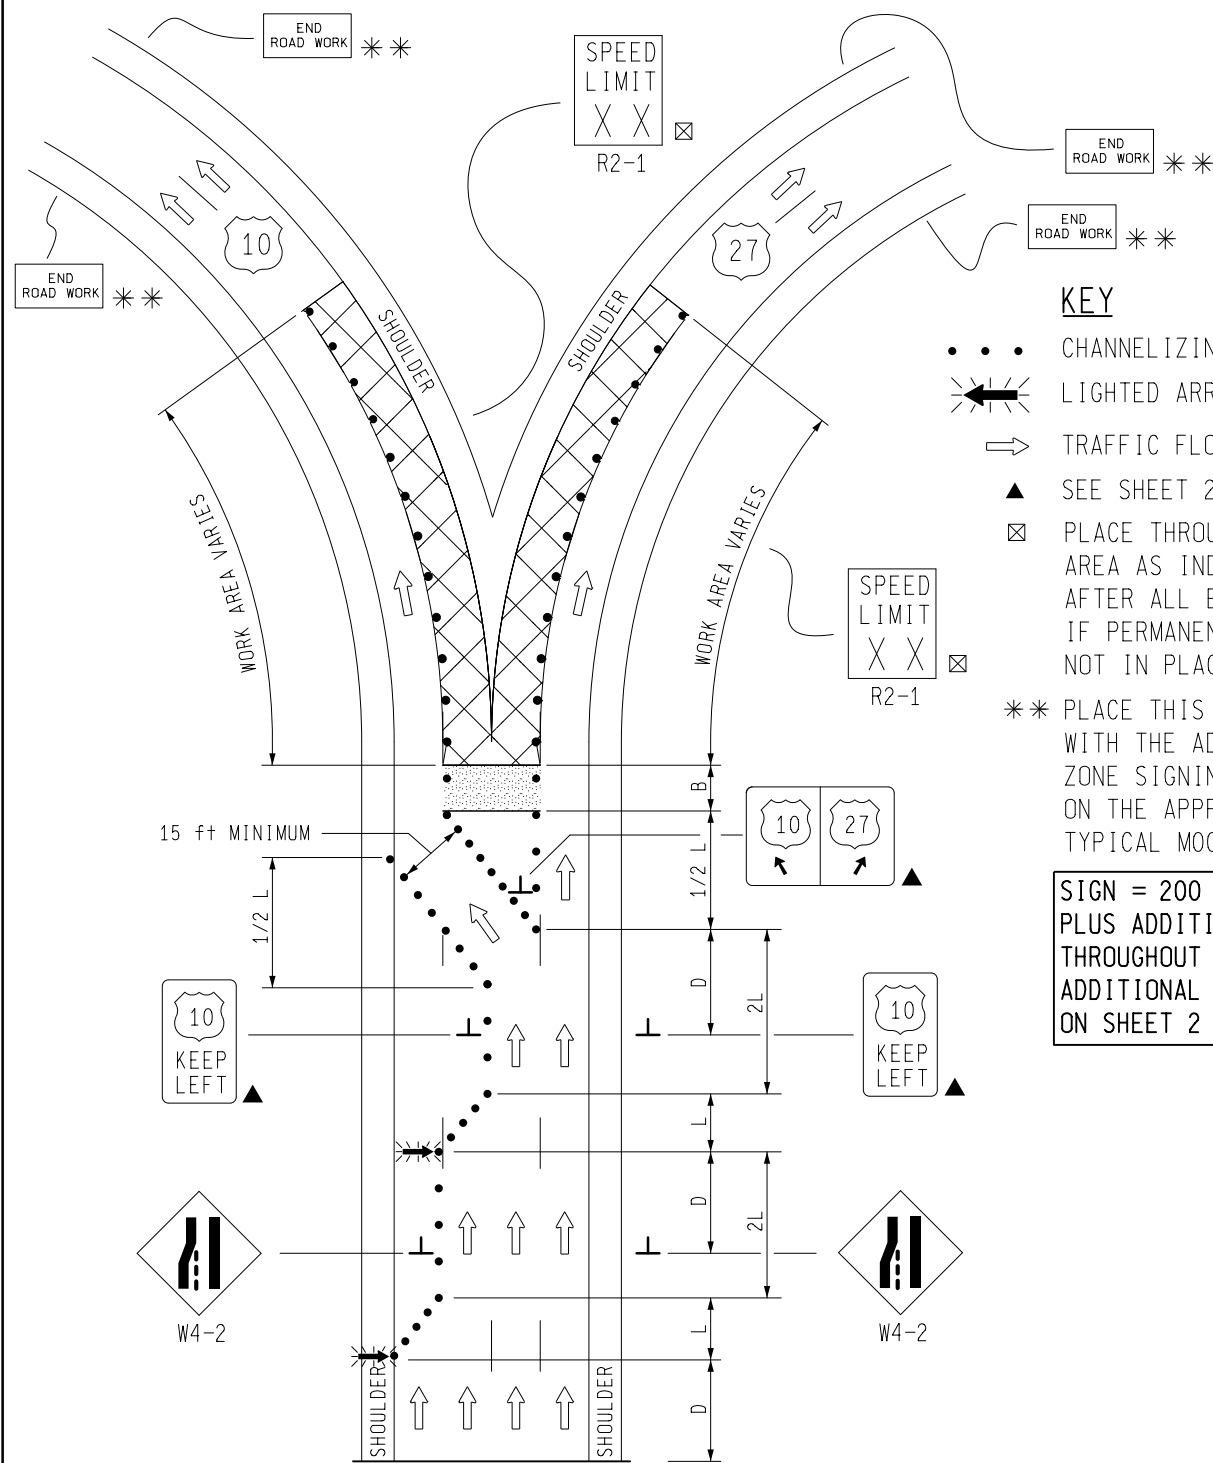 END
ROAD WORK **
SPEED
LIMIT
X X
R2-1
END
ROAD WORK **
END
ROAD WORK **
END
ROAD WORK **
10
27
SHOULDER
SHOULDER
KEY
CHANNELIZIN
LIGHTED ARR
TRAFFIC FLO
SEE SHEET 2
PLACE THROU
AREA AS IND
AFTER ALL E
IF PERMANEN
NOT IN PLAC
** PLACE THIS
WITH THE AD
ZONE SIGNIN
ON THE APPR
TYPICAL MOO
WORK AREA VARIES
WORK AREA VARIES
SPEED
LIMIT
X X
R2-1
B
15 ft MINIMUM
10
27
1/2 L
1/2 L
SIGN = 200
PLUS ADDITI
THROUGHOUT
ADDITIONAL
ON SHEET 2
D
2L
10
KEEP
LEFT
10
KEEP
LEFT
L
D
2L
W4-2
W4-2
L
SHOULDER
SHOULDER
D